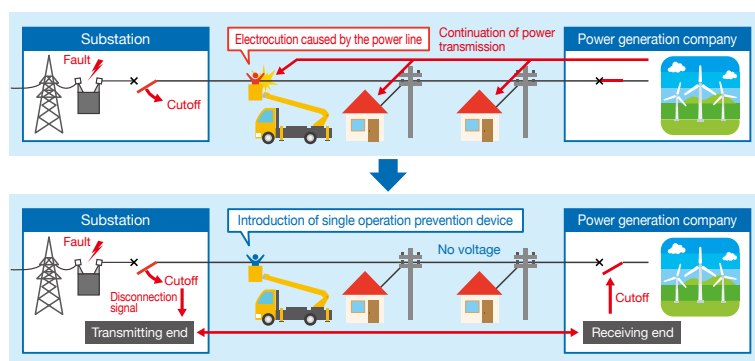 Substation
Fault
Cutoff
Electrocution caused by the power line
Continuation of power
transmission
Power generation company
Substation
Fault
Cutoff
Disconnection
signal
Transmitting end
Introduction of single operation prevention device
No voltage
Power generation company
Cutoff
Receiving end